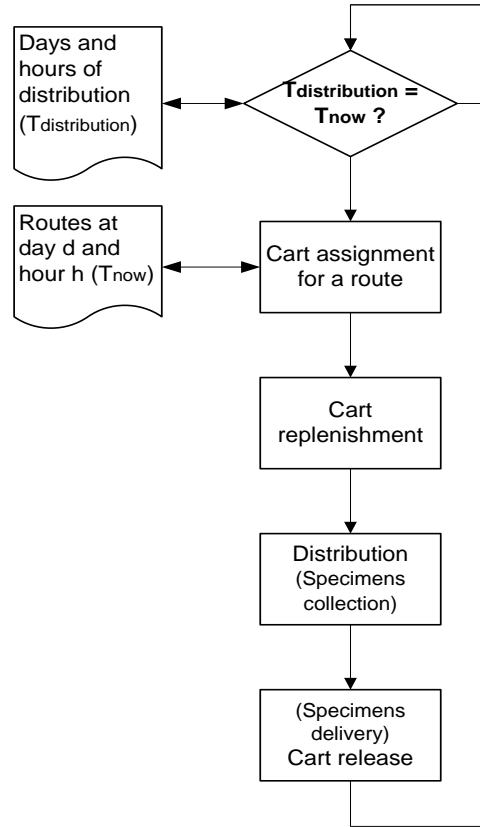 Days and
hours of
distribution
(Tdistribution)
Tdistribution =
Tnow ?
Routes at
day d and
hour h (Tnow)
Cart assignment
for a route
Cart
replenishment
Distribution
(Specimens
collection)
(Specimens
delivery)
Cart release